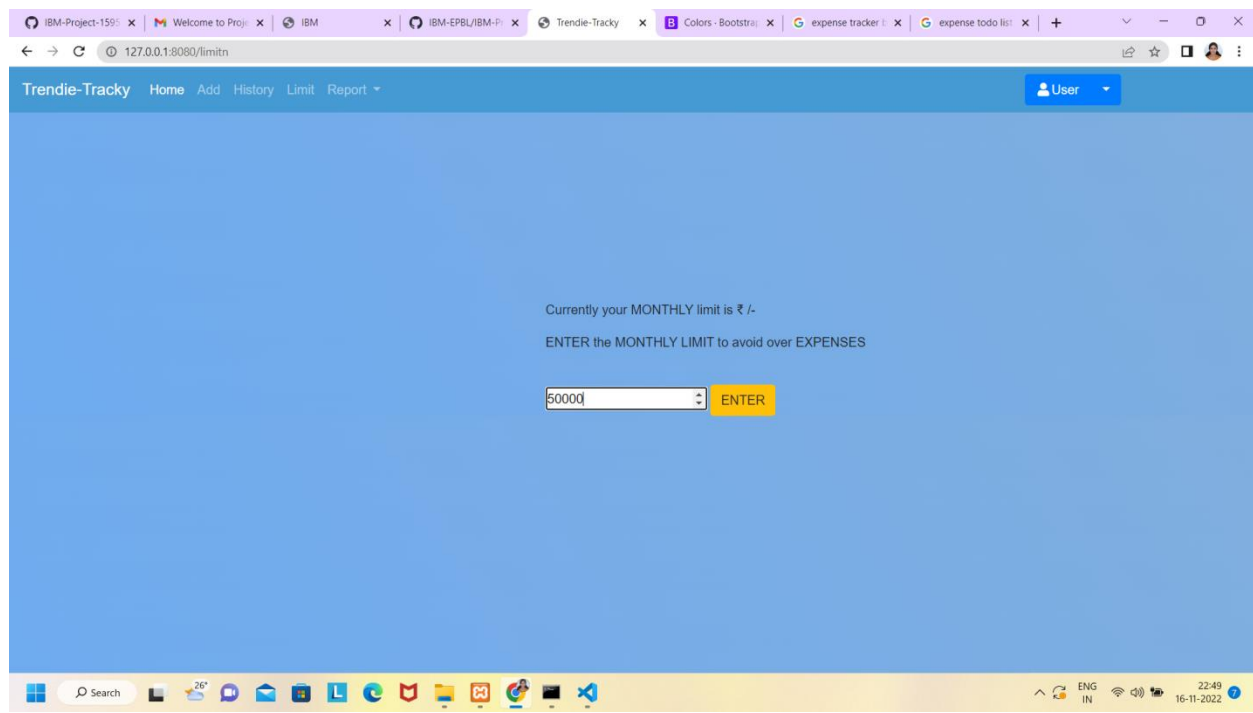 IBM-Project-1595
Welcome to Proje
IBM
IBM-EPBL/IBM-Pr
Trendie-Tracky
Colors · Bootstrap
expense tracker
expense todo list
127.0.0.1:8080/limitn
Trendie-Tracky Home Add History Limit Report
User
Currently your MONTHLY limit is ₹ /-
ENTER the MONTHLY LIMIT to avoid over EXPENSES
50000 ENTER
Search
26°
ENG
IN
22:49
16-11-2022
7